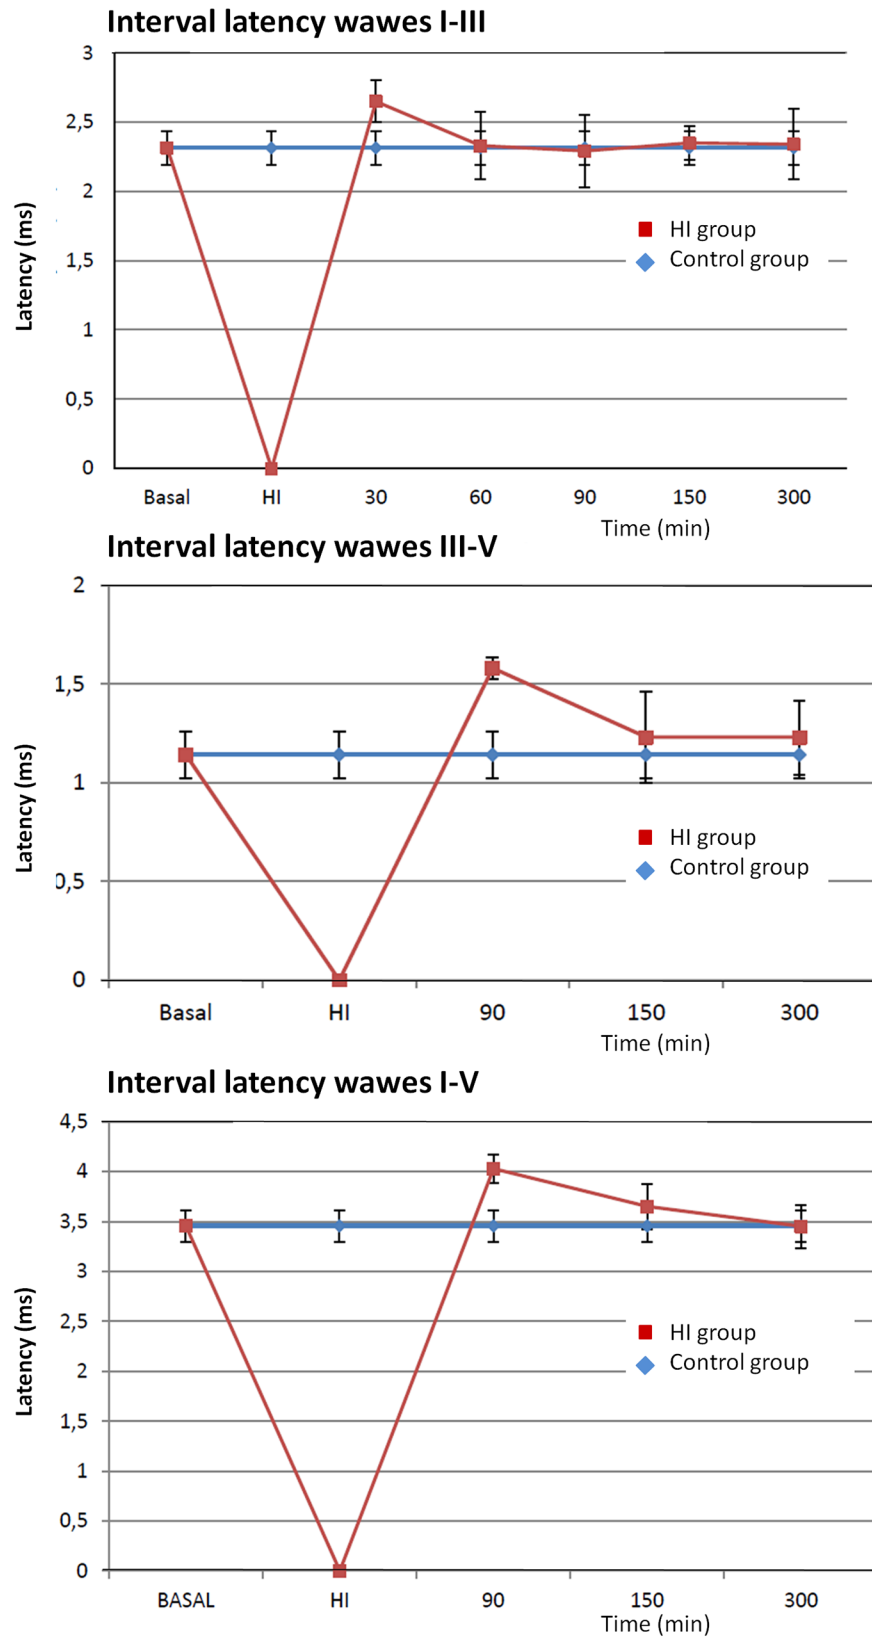 Interval latency wawes I-III
3
2,5
2
1,5
1
0,5
0
Latency (ms)
HI group
Control group
Basal HI 30 60 90 150 300
Time (min)
Interval latency wawes III-V
2
1,5
1
0,5
0
Latency (ms)
HI group
Control group
Basal HI 90 150 300
Time (min)
Interval latency wawes I-V
4,5
4
3,5
3
2,5
2
1,5
1
0,5
0
Latency (ms)
HI group
Control group
BASAL HI 90 150 300
Time (min)